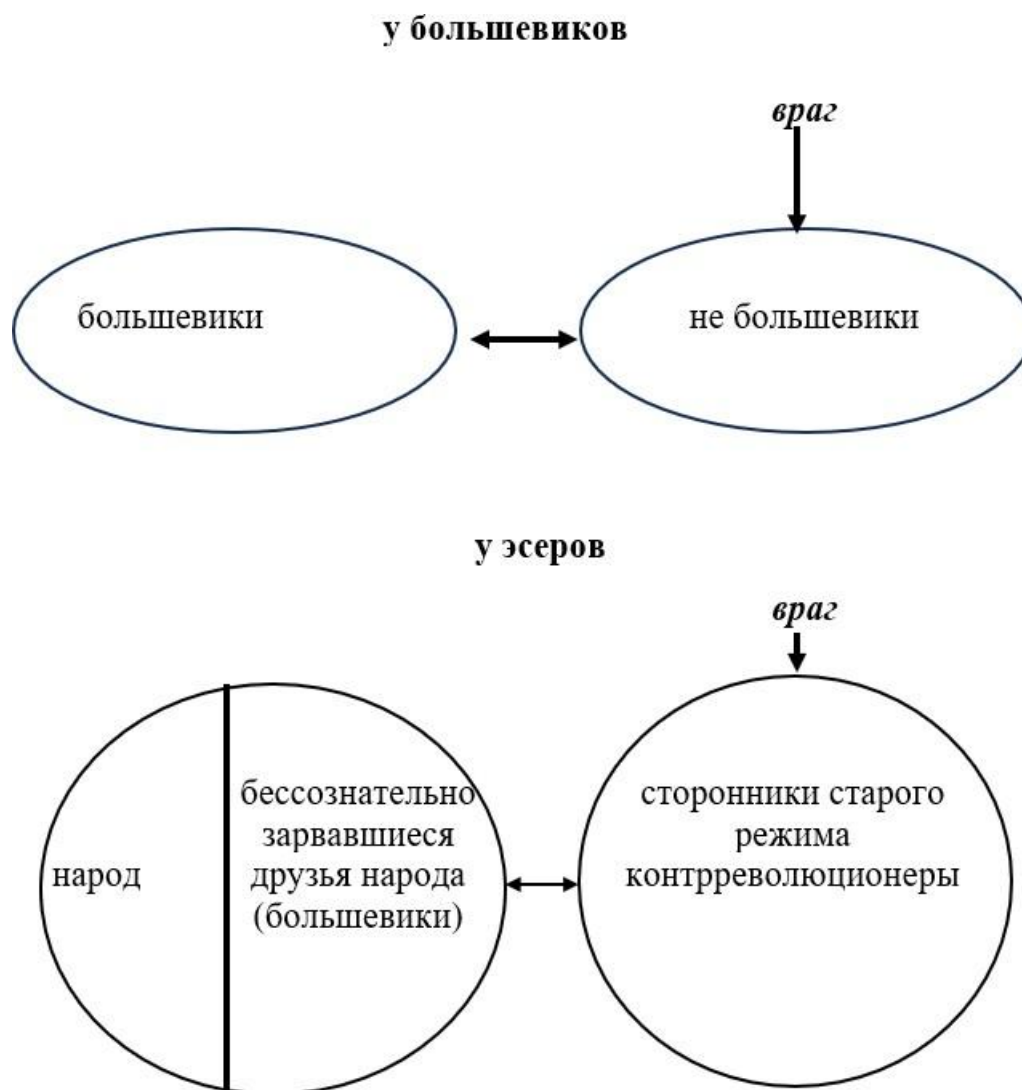 у большевиков
враг
большевики
не большевики
у эсеров
враг
народ
бессознательно
зарвавшиеся
друзья народа
(большевики)
сторонники старого
режима
контрреволюционеры